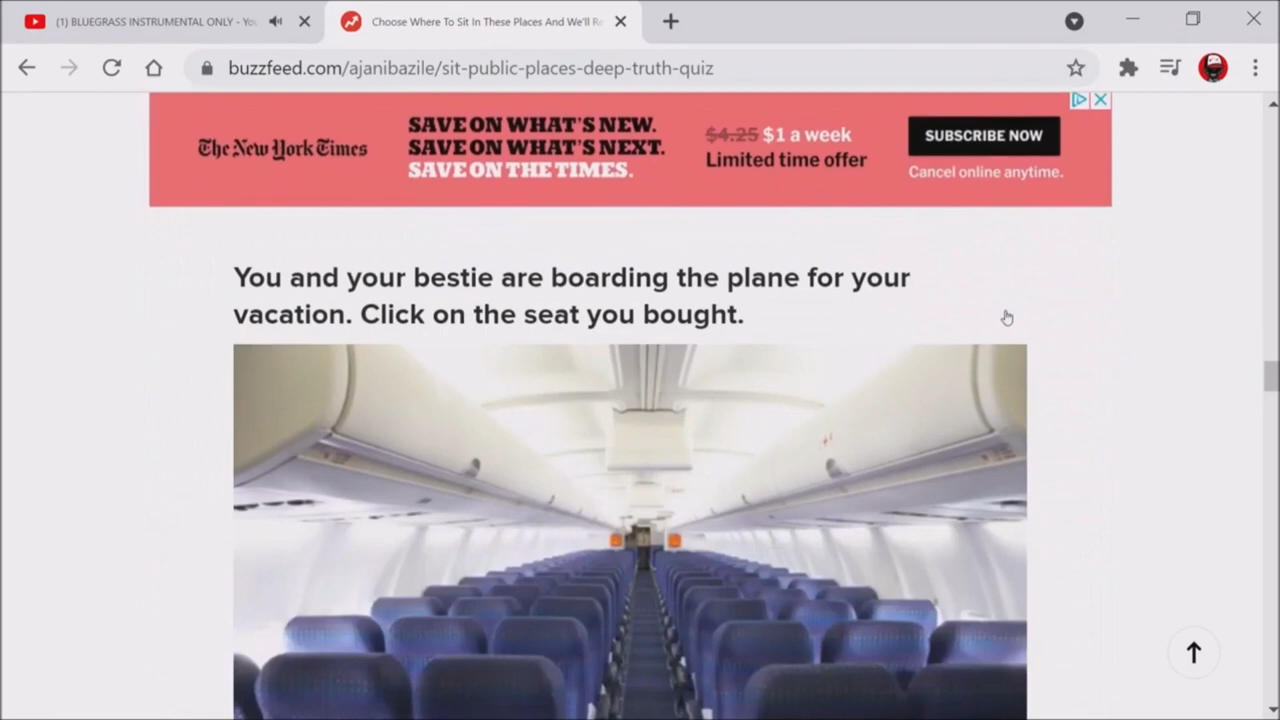 (1) BLUEGRASS INSTRUMENTAL ONLY - You
Choose Where To Sit In These Places And We'll Re
buzzfeed.com/ajanibazile/sit-public-places-deep-truth-quiz
The New York Times
SAVE ON WHAT'S NEW.
SAVE ON WHAT'S NEXT.
SAVE ON THE TIMES.
$4.25 $1 a week
Limited time offer
SUBSCRIBE NOW
Cancel online anytime.
You and your bestie are boarding the plane for your
vacation. Click on the seat you bought.